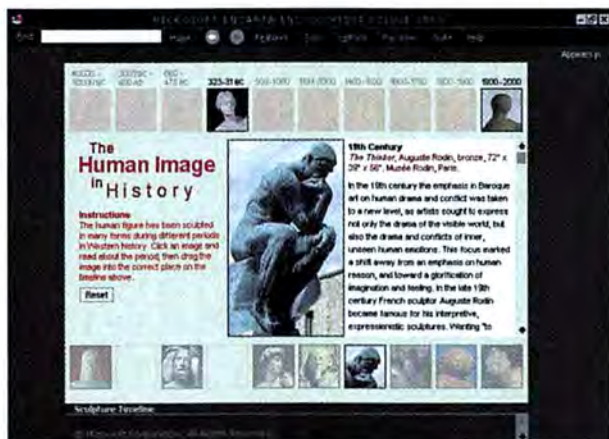 Find
Home
Features
Help
323-31 BC
1900-2000
The
Human Image
in History
Instructions
The human figure has been sculpted
in many forms during different periods
in Western history. Click an image and
read about the period, then drag the
image into the correct place on the
timeline above.
Reset
19th Century
The Thinker, Auguste Rodin, bronze, 72" x
39" x 56", Musée Rodin, Paris.
In the 19th century the emphasis in Baroque
art on human drama and conflict was taken
to a new level, as artists sought to express
not only the drama of the visible world, but
also the drama and conflicts of inner,
unseen human emotions. This focus marked
a shift away from an emphasis on human
reason, and toward a glorification of
imagination and feeling. In the late 19th
century French sculptor Auguste Rodin
became famous for his interpretive,
expressionistic sculptures. Wanting "to
Sculpture Timeline